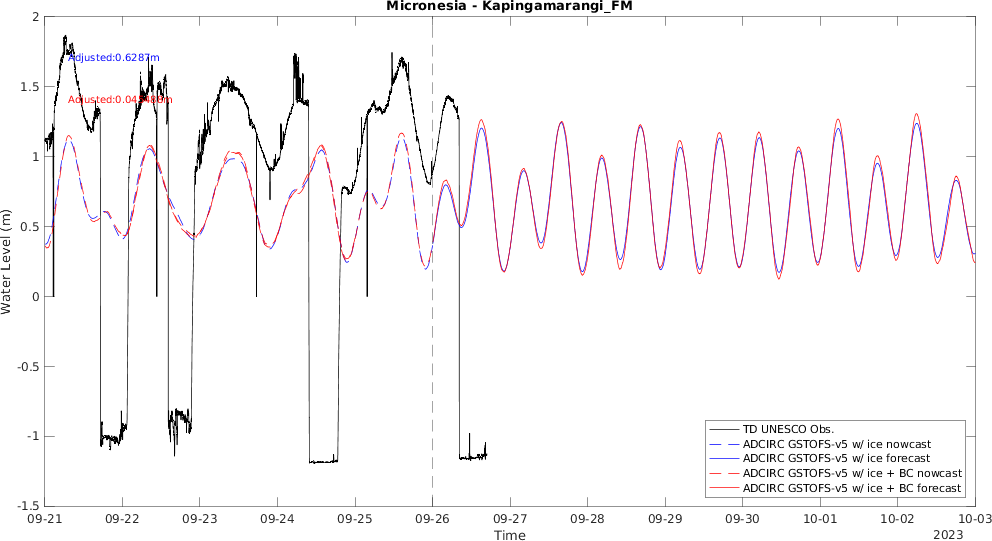 Micronesia - Kapingamarangi_FM
2
1.5
1
0.5
0
-0.5
-1
-1.5
Water Level (m)
Adjusted:0.6287m
09-21
09-22
09-23
09-24
09-25
09-26
09-27
09-28
09-29
09-30
10-01
10-02
10-03
Time
2023
TD UNESCO Obs.
ADCIRC GSTOFS-v5 w/ ice nowcast
ADCIRC GSTOFS-v5 w/ ice forecast
ADCIRC GSTOFS-v5 w/ ice + BC nowcast
ADCIRC GSTOFS-v5 w/ ice + BC forecast